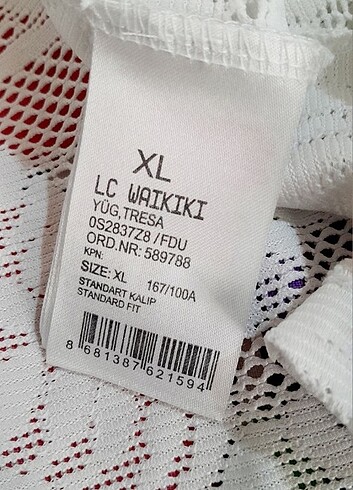 XL
LC WAIKIKI
YÜG,TRESA
0S2837Z8 /FDU
ORD.NR: 589788
KPN:
SIZE: XL 167/100A
STANDART KALIP
STANDARD FIT
8 681387 621594